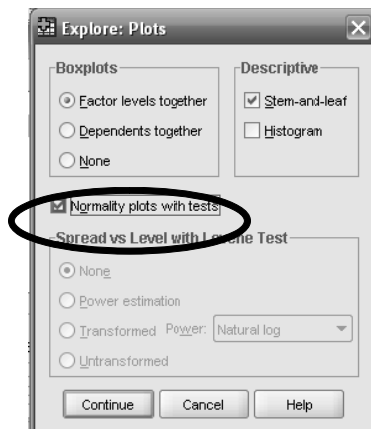 Explore: Plots
Boxplots
Factor levels together
Dependents together
None
Descriptive
Stem-and-leaf
Histogram
Normality plots with tests
Spread vs Level with Levene Test
None
Power estimation
Transformed Power: Natural log
Untransformed
Continue Cancel Help